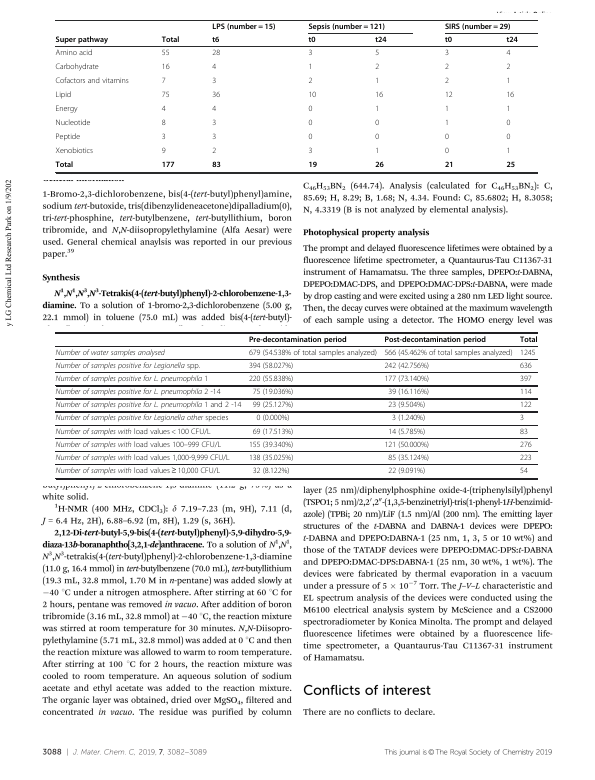 LPS (number = 15) Sepsis (number = 121) SIRS (number = 29)
Super pathway Total t6 t0 t24 t0 t24
Amino acid 55 28 3 5 3 4
Carbohydrate 16 4 1 2 2 2
Cofactors and vitamins 7 3 2 1 2 1
Lipid 75 36 10 16 12 16
Energy 4 4 0 1 1 1
Nucleotide 8 3 0 0 1 0
Peptide 3 3 0 0 0 0
Xenobiotics 9 2 3 1 0 1
Total 177 83 19 26 21 25
y LG Chemical Ltd Research Park on 1/9/202
1-Bromo-2,3-dichlorobenzene, bis(4-(tert-butyl)phenyl)amine,
sodium tert-butoxide, tris(dibenzylideneacetone)dipalladium(0),
tri-tert-phosphine, tert-butylbenzene, tert-butyllithium, boron
tribromide, and N,N-diisopropylethylamine (Alfa Aesar) were
used. General chemical anaylsis was reported in our previous
paper.39
Synthesis
N1,N1,N3,N3-Tetrakis(4-(tert-butyl)phenyl)-2-chlorobenzene-1,3-
diamine. To a solution of 1-bromo-2,3-dichlorobenzene (5.00 g,
22.1 mmol) in toluene (75.0 mL) was added bis(4-(tert-butyl)-
C46H53BN2 (644.74). Analysis (calculated for C46H53BN2): C,
85.69; H, 8.29; B, 1.68; N, 4.34. Found: C, 85.6802; H, 8.3058;
N, 4.3319 (B is not analyzed by elemental analysis).
Photophysical property analysis
The prompt and delayed fluorescence lifetimes were obtained by a
fluorescence lifetime spectrometer, a Quantaurus-Tau C11367-31
instrument of Hamamatsu. The three samples, DPEPO:t-DABNA,
DPEPO:DMAC-DPS, and DPEPO:DMAC-DPS:t-DABNA, were made
by drop casting and were excited using a 280 nm LED light source.
Then, the decay curves were obtained at the maximum wavelength
of each sample using a detector. The HOMO energy level was
Pre-decontamination period Post-decontamination period Total
Number of water samples analysed 679 (54.538% of total samples analyzed) 566 (45.462% of total samples analyzed) 1245
Number of samples positive for Legionella spp. 394 (58.027%) 242 (42.756%) 636
Number of samples positive for L. pneumophila 1 220 (55.838%) 177 (73.140%) 397
Number of samples positive for L. pneumophila 2 -14 75 (19.036%) 39 (16.116%) 114
Number of samples positive for L. pneumophila 1 and 2 -14 99 (25.127%) 23 (9.504%) 122
Number of samples positive for Legionella other species 0 (0.000%) 3 (1.240%) 3
Number of samples with load values < 100 CFU/L 69 (17.513%) 14 (5.785%) 83
Number of samples with load values 100–999 CFU/L 155 (39.340%) 121 (50.000%) 276
Number of samples with load values 1,000-9,999 CFU/L 138 (35.025%) 85 (35.124%) 223
Number of samples with load values ≥ 10,000 CFU/L 32 (8.122%) 22 (9.091%) 54
white solid.
1H-NMR (400 MHz, CDCl3): δ 7.19–7.23 (m, 9H), 7.11 (d,
J = 6.4 Hz, 2H), 6.88–6.92 (m, 8H), 1.29 (s, 36H).
2,12-Di-tert-butyl-5,9-bis(4-(tert-butyl)phenyl)-5,9-dihydro-5,9-
diaza-13b-boranaphtho[3,2,1-de]anthracene. To a solution of N1,N1,
N3,N3-tetrakis(4-(tert-butyl)phenyl)-2-chlorobenzene-1,3-diamine
(11.0 g, 16.4 mmol) in tert-butylbenzene (70.0 mL), tert-butyllithium
(19.3 mL, 32.8 mmol, 1.70 M in n-pentane) was added slowly at
−40 °C under a nitrogen atmosphere. After stirring at 60 °C for
2 hours, pentane was removed in vacuo. After addition of boron
tribromide (3.16 mL, 32.8 mmol) at −40 °C, the reaction mixture
was stirred at room temperature for 30 minutes. N,N-Diisopro-
pylethylamine (5.71 mL, 32.8 mmol) was added at 0 °C and then
the reaction mixture was allowed to warm to room temperature.
After stirring at 100 °C for 2 hours, the reaction mixture was
cooled to room temperature. An aqueous solution of sodium
acetate and ethyl acetate was added to the reaction mixture.
The organic layer was obtained, dried over MgSO4, filtered and
concentrated in vacuo. The residue was purified by column
layer (25 nm)/diphenylphosphine oxide-4-(triphenylsilyl)phenyl
(TSPO1; 5 nm)/2,2′,2″-(1,3,5-benzinetriyl)-tris(1-phenyl-1H-benzimid-
azole) (TPBi; 20 nm)/LiF (1.5 nm)/Al (200 nm). The emitting layer
structures of the t-DABNA and DABNA-1 devices were DPEPO:
t-DABNA and DPEPO:DABNA-1 (25 nm, 1, 3, 5 or 10 wt%) and
those of the TATADF devices were DPEPO:DMAC-DPS:t-DABNA
and DPEPO:DMAC-DPS:DABNA-1 (25 nm, 30 wt%, 1 wt%). The
devices were fabricated by thermal evaporation in a vacuum
under a pressure of 5 × 10−7 Torr. The J–V–L characteristic and
EL spectrum analysis of the devices were conducted using the
M6100 electrical analysis system by McScience and a CS2000
spectroradiometer by Konica Minolta. The prompt and delayed
fluorescence lifetimes were obtained by a fluorescence life-
time spectrometer, a Quantaurus-Tau C11367-31 instrument
of Hamamatsu.
Conflicts of interest
There are no conflicts to declare.
3088 | J. Mater. Chem. C, 2019, 7, 3082–3089
This journal is © The Royal Society of Chemistry 2019